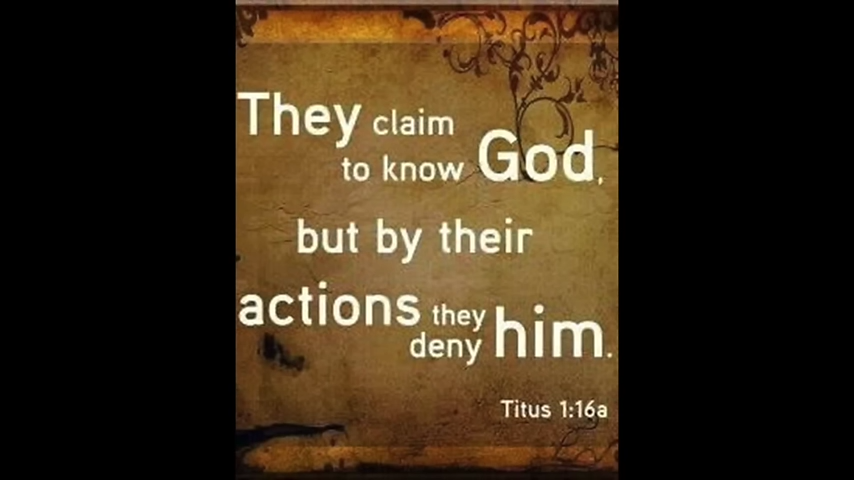 They claim
to know God,
but by their
actions they
deny him.
Titus 1:16a